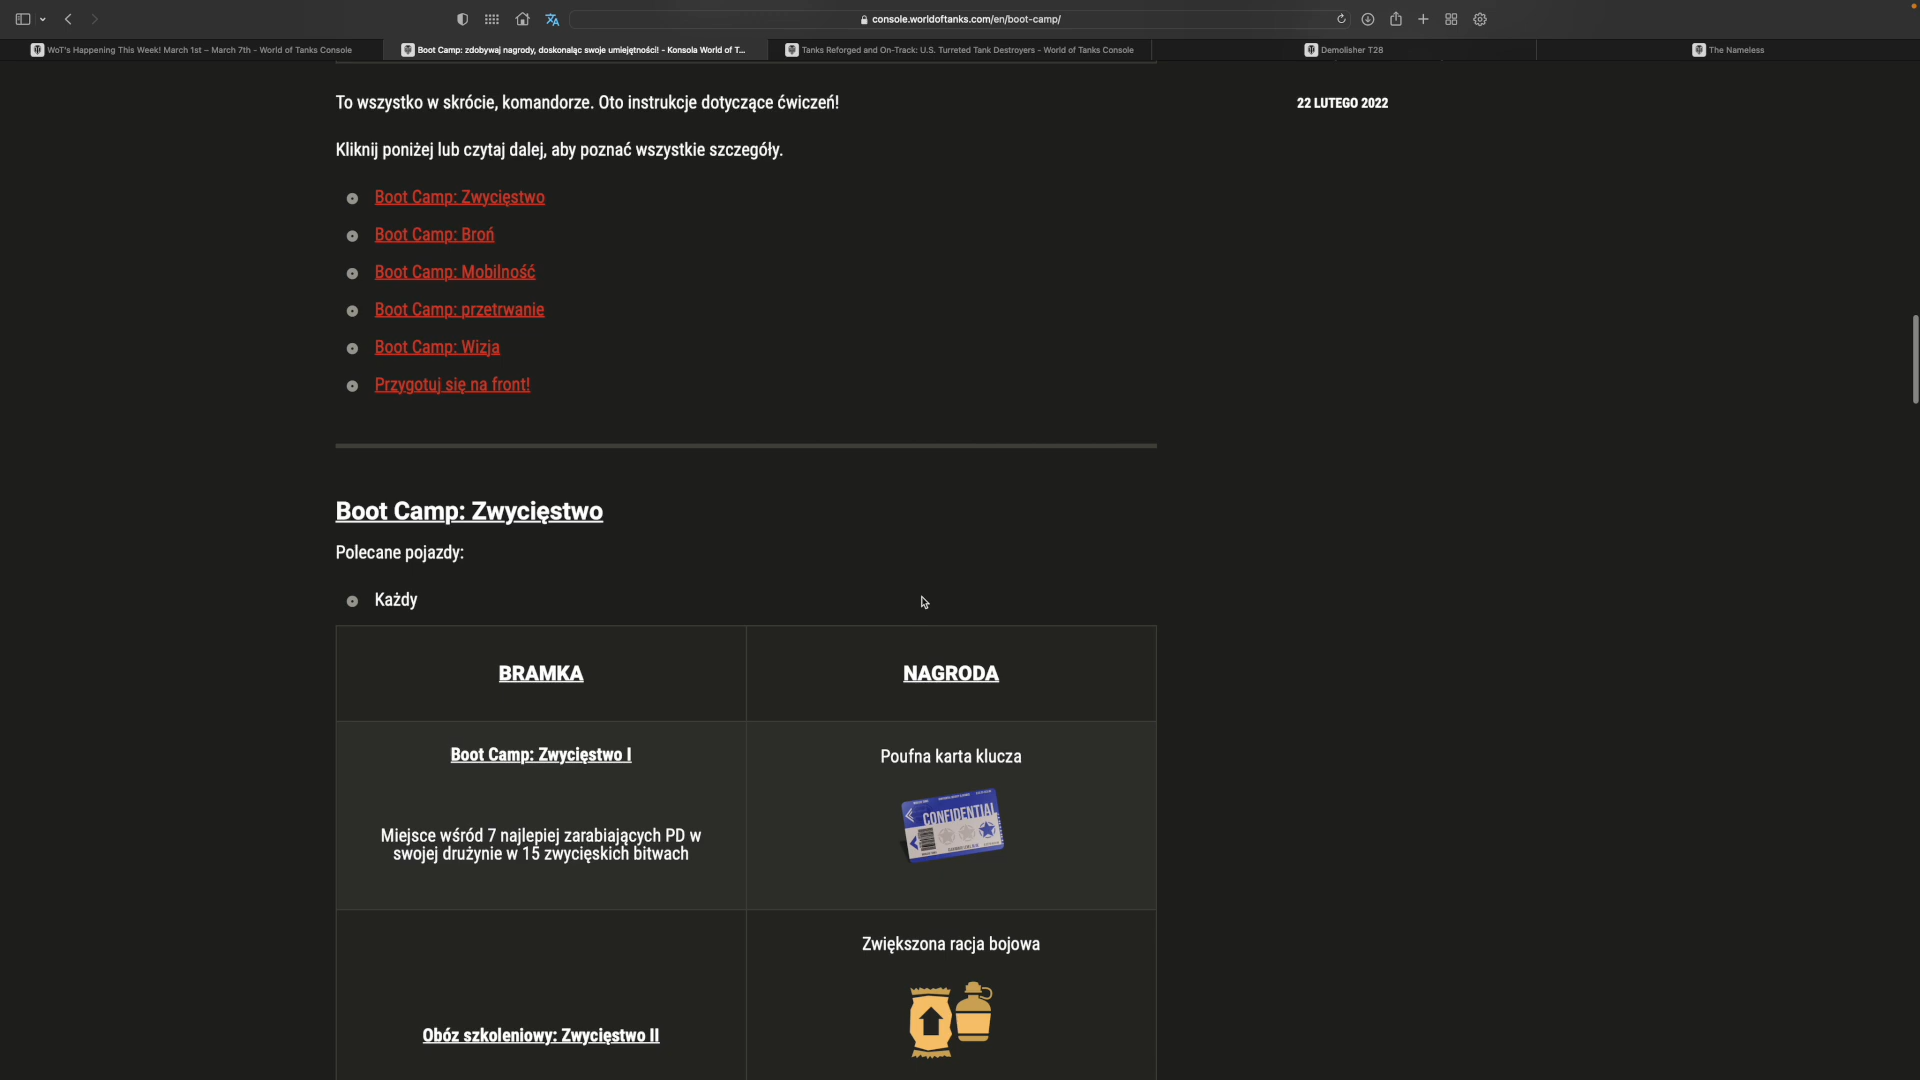 console.worldoftanks.com/en/boot-camp/
WoT's Happening This Week! March 1st – March 7th - World of Tanks Console
Boot Camp: zdobywaj nagrody, doskonaląc swoje umiejętności! - Konsola World of T...
Tanks Reforged and On-Track: U.S. Turreted Tank Destroyers - World of Tanks Console
Demolisher T28
The Nameless
To wszystko w skrócie, komandorze. Oto instrukcje dotyczące ćwiczeń!
22 LUTEGO 2022
Kliknij poniżej lub czytaj dalej, aby poznać wszystkie szczegóły.
Boot Camp: Zwycięstwo
Boot Camp: Broń
Boot Camp: Mobilność
Boot Camp: przetrwanie
Boot Camp: Wizja
Przygotuj się na front!
Boot Camp: Zwycięstwo
Polecane pojazdy:
Każdy
BRAMKA
NAGRODA
Boot Camp: Zwycięstwo I
Poufna karta klucza
CONFIDENTIAL
Miejsce wśród 7 najlepiej zarabiających PD w
swojej drużynie w 15 zwycięskich bitwach
Zwiększona racja bojowa
Obóz szkoleniowy: Zwycięstwo II